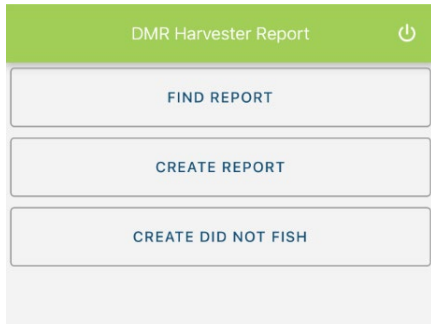 DMR Harvester Report
FIND REPORT
CREATE REPORT
CREATE DID NOT FISH